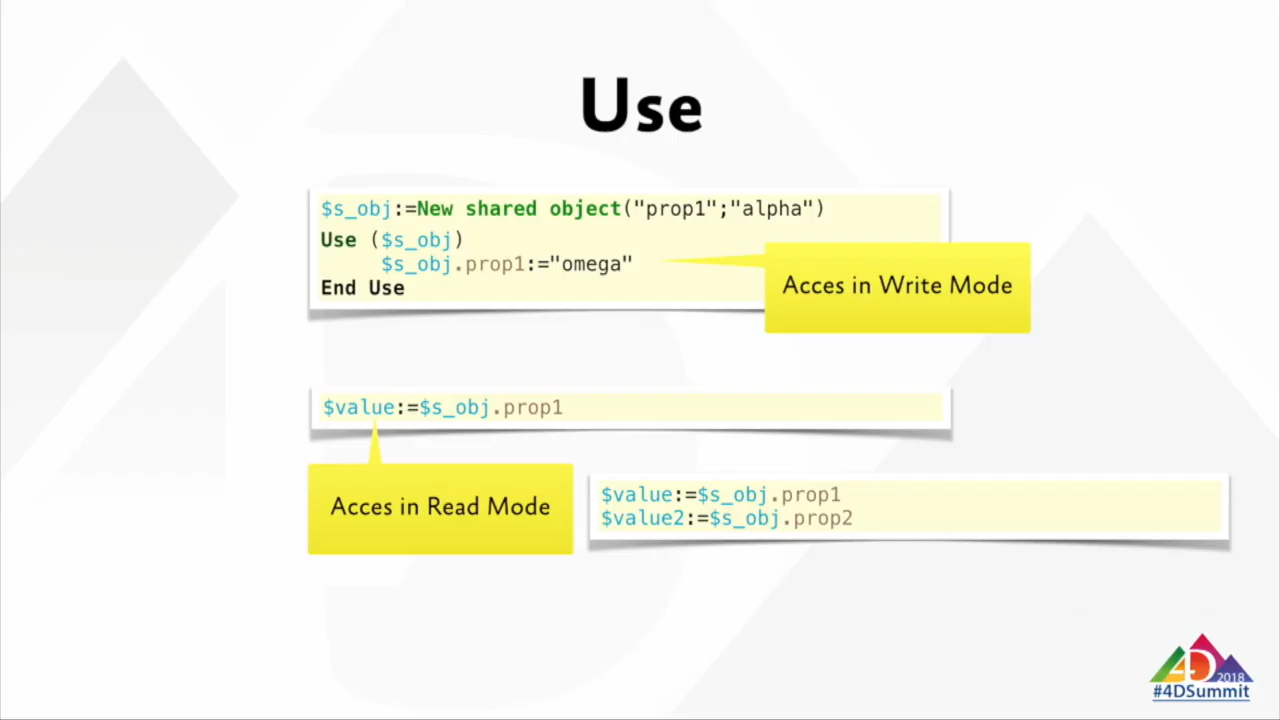 Use
$s_obj:=New shared object("prop1";"alpha")
Use ($s_obj)
$s_obj.prop1:="omega"
End Use
Acces in Write Mode
$value:=$s_obj.prop1
Acces in Read Mode
$value:=$s_obj.prop1
$value2:=$s_obj.prop2
4D
2018
#4DSummit